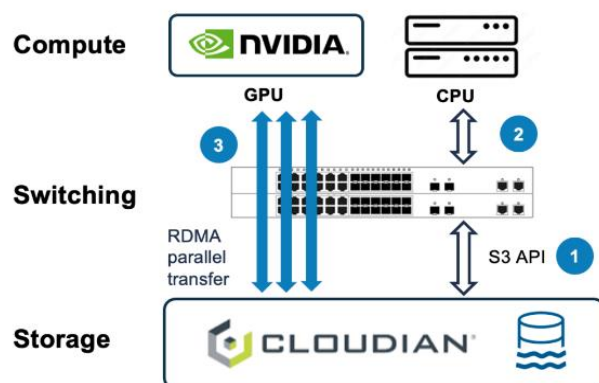 Compute
NVIDIA.
GPU
CPU
3
2
Switching
RDMA
parallel
transfer
S3 API
1
Storage
CLOUDIAN